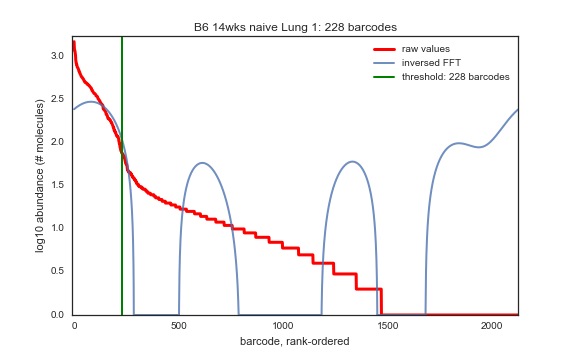 B6 14wks naive Lung 1: 228 barcodes
raw values
inversed FFT
threshold: 228 barcodes
log10 abundance (# molecules)
3.0
2.5
2.0
1.5
1.0
0.5
0.0
0 500 1000 1500 2000
barcode, rank-ordered